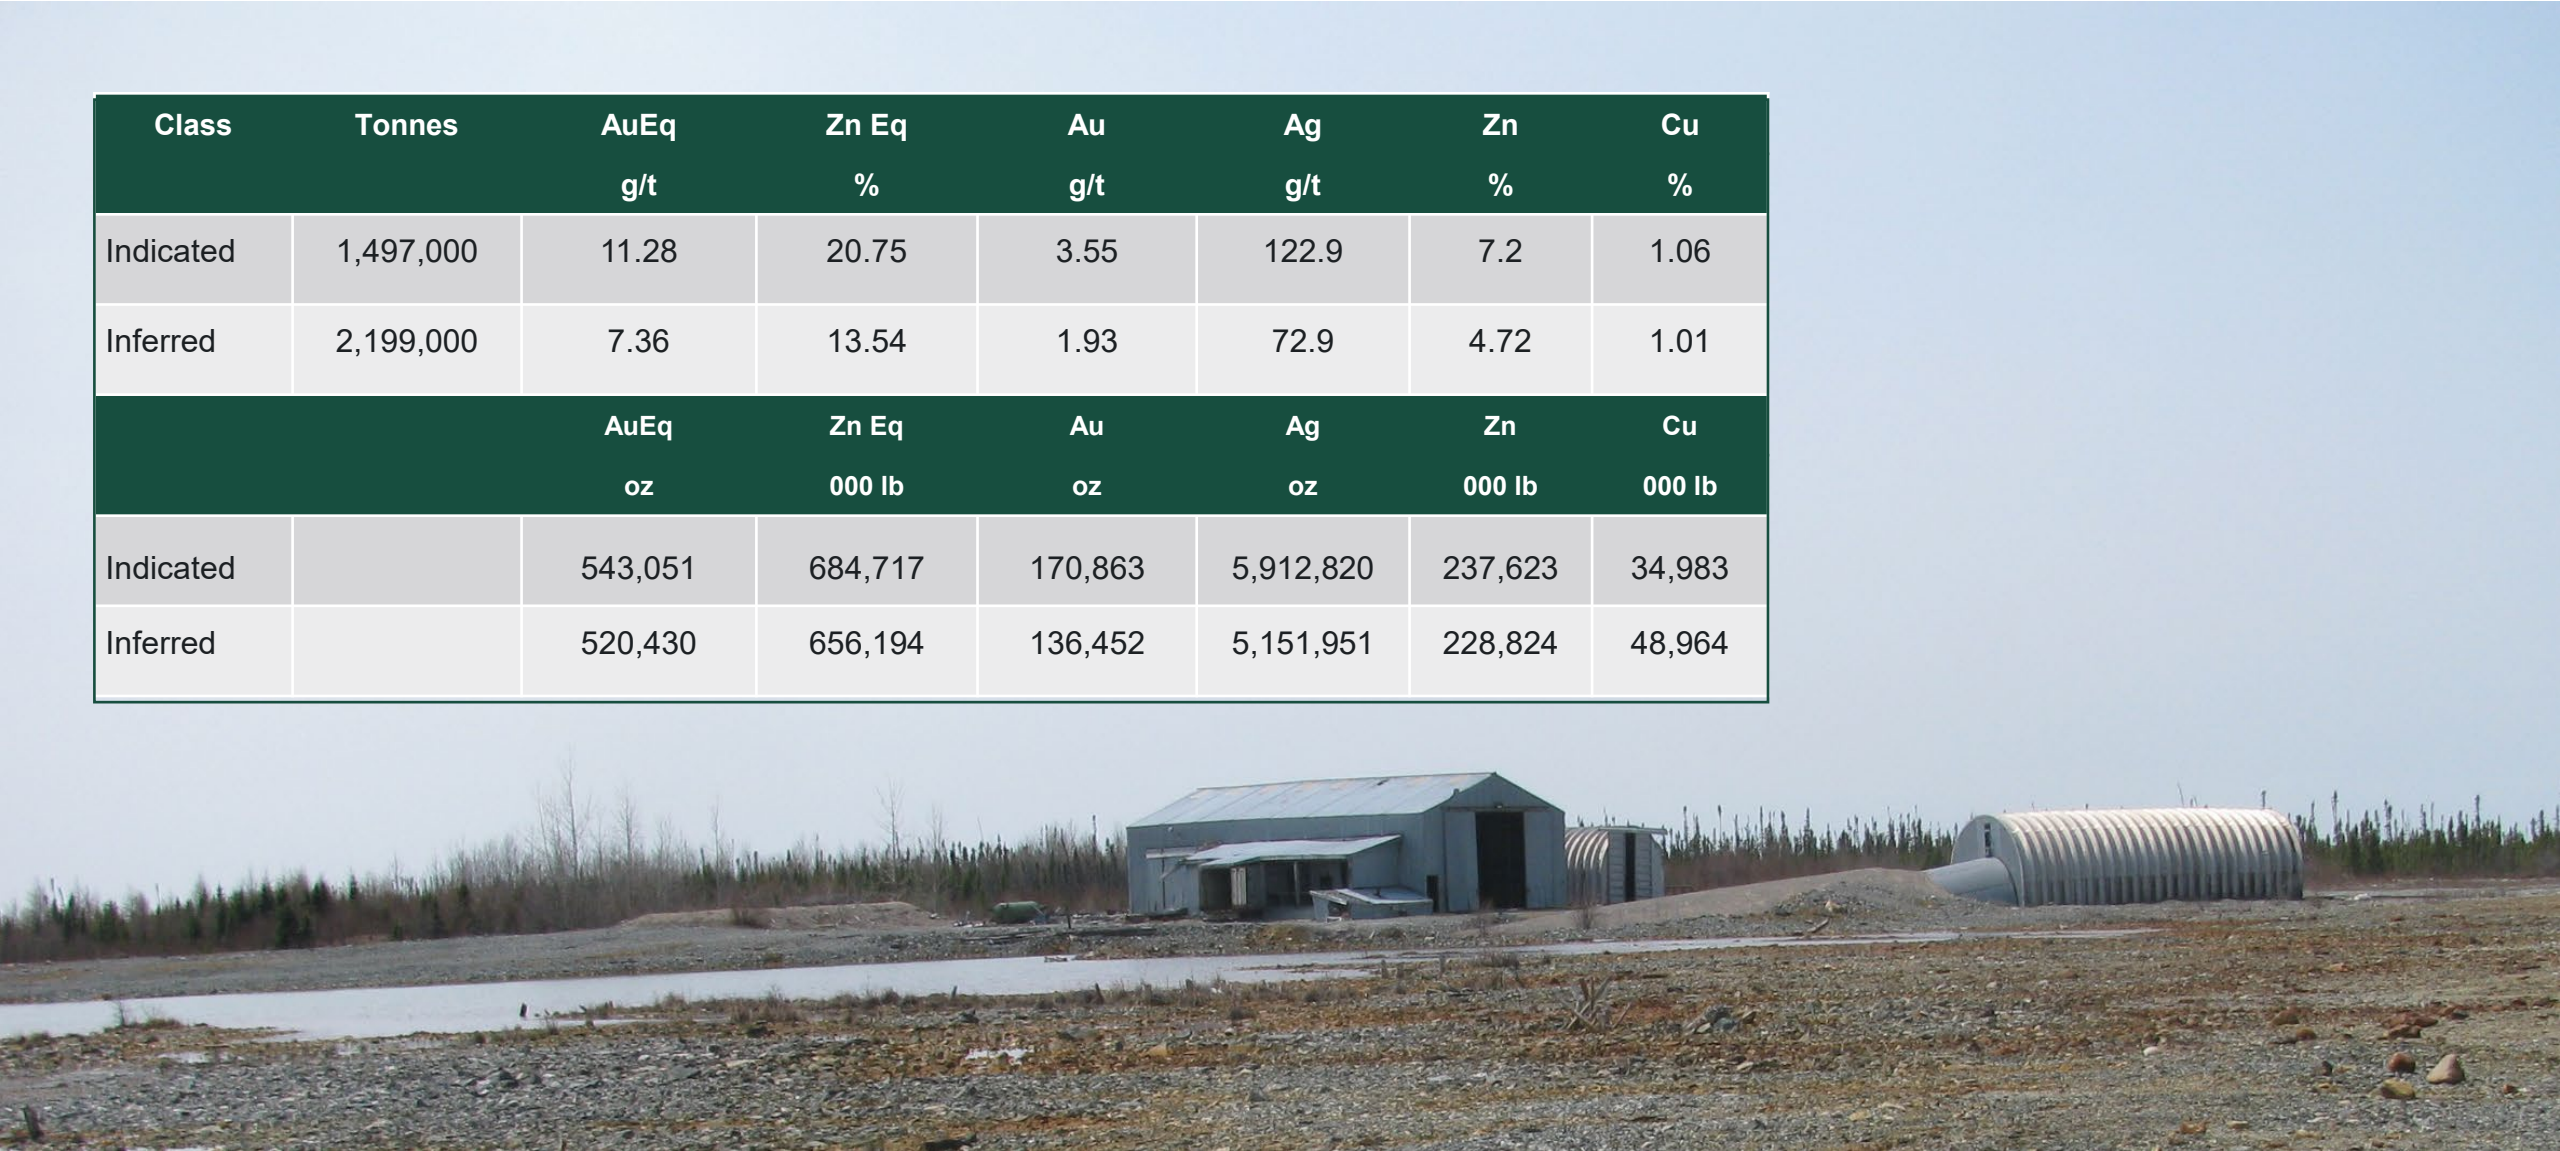 Class Tonnes AuEq Zn Eq Au Ag Zn Cu
g/t % g/t g/t % %
Indicated 1,497,000 11.28 20.75 3.55 122.9 7.2 1.06
Inferred 2,199,000 7.36 13.54 1.93 72.9 4.72 1.01
AuEq Zn Eq Au Ag Zn Cu
oz 000 lb oz oz 000 lb 000 lb
Indicated 543,051 684,717 170,863 5,912,820 237,623 34,983
Inferred 520,430 656,194 136,452 5,151,951 228,824 48,964